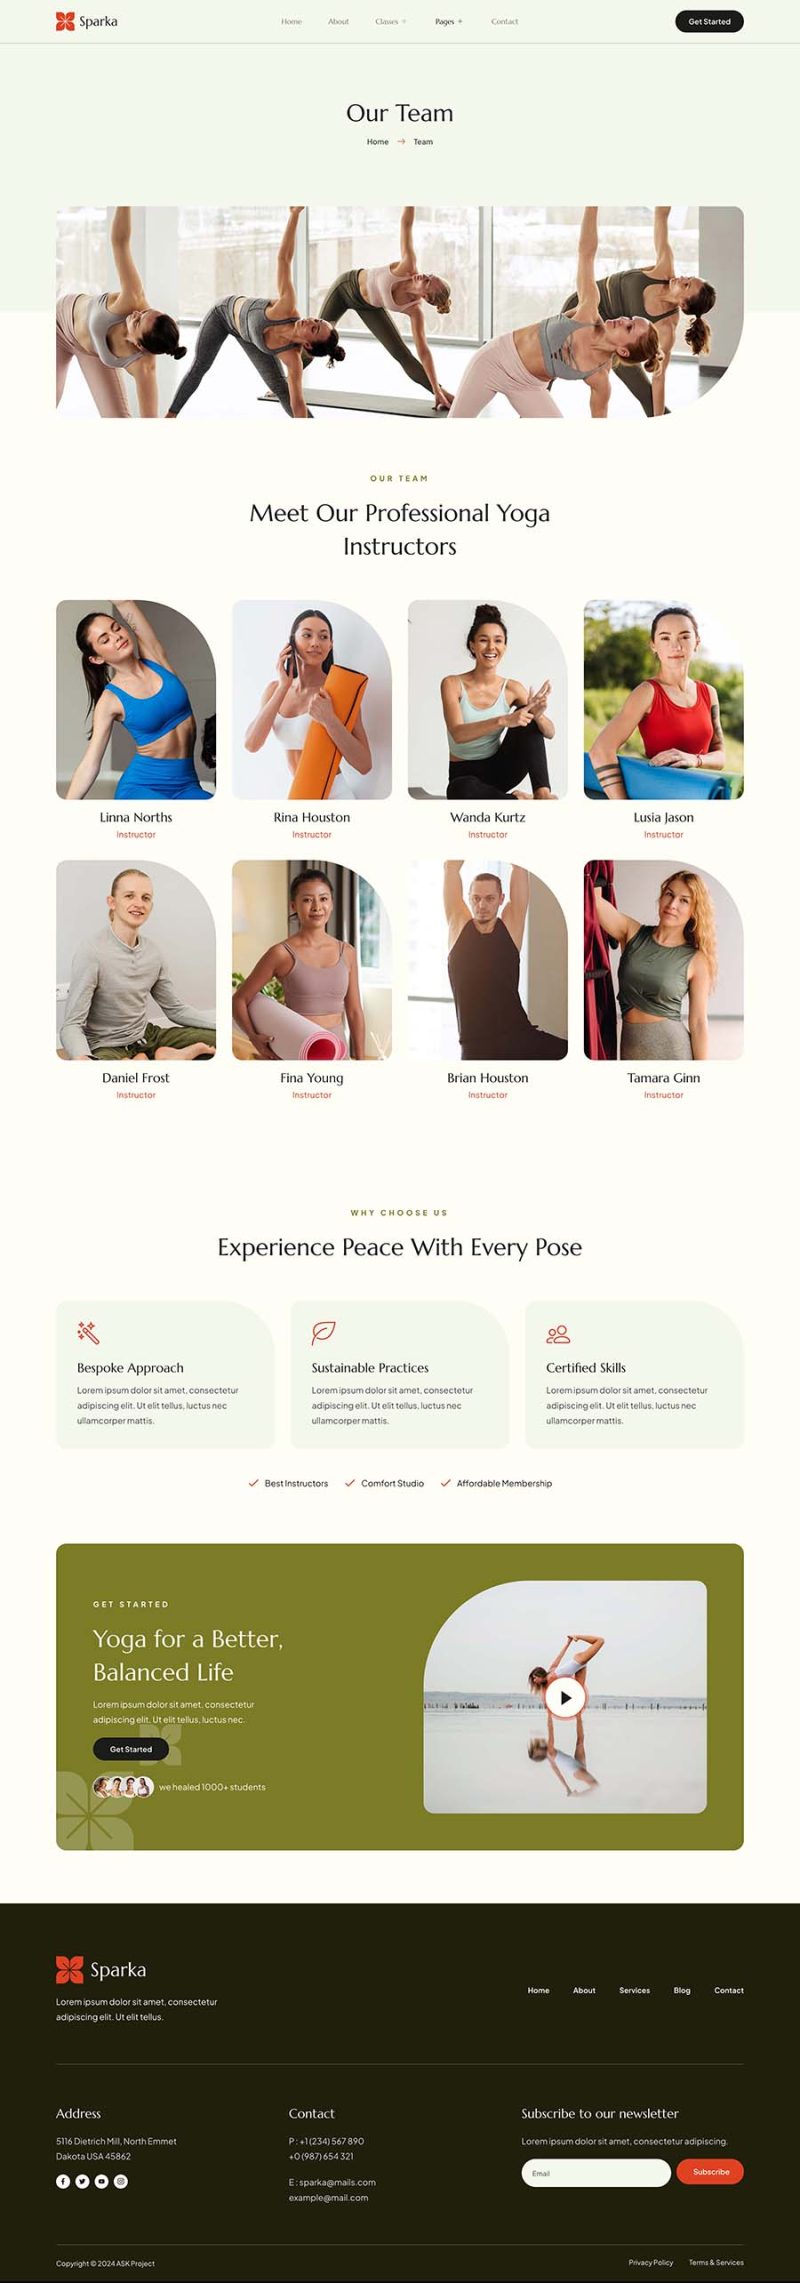 Sparka
Home About Classes + Pages + Contact
Get Started
Our Team
Home → Team
OUR TEAM
Meet Our Professional Yoga
Instructors
Linna Norths
Instructor
Rina Houston
Instructor
Wanda Kurtz
Instructor
Lusia Jason
Instructor
Daniel Frost
Instructor
Fina Young
Instructor
Brian Houston
Instructor
Tamara Ginn
Instructor
WHY CHOOSE US
Experience Peace With Every Pose
Bespoke Approach
Lorem ipsum dolor sit amet, consectetur
adipiscing elit. Ut elit tellus, luctus nec
ullamcorper mattis.
Sustainable Practices
Lorem ipsum dolor sit amet, consectetur
adipiscing elit. Ut elit tellus, luctus nec
ullamcorper mattis.
Certified Skills
Lorem ipsum dolor sit amet, consectetur
adipiscing elit. Ut elit tellus, luctus nec
ullamcorper mattis.
Best Instructors
Comfort Studio
Affordable Membership
GET STARTED
Yoga for a Better,
Balanced Life
Lorem ipsum dolor sit amet, consectetur
adipiscing elit. Ut elit tellus, luctus nec.
Get Started
we healed 1000+ students
Sparka
Lorem ipsum dolor sit amet, consectetur
adipiscing elit. Ut elit tellus.
Home About Services Blog Contact
Address
5116 Dietrich Mill, North Emmet
Dakota USA 45862
Contact
P : +1 (234) 567 890
+0 (987) 654 321
E : sparka@mails.com
example@mail.com
Subscribe to our newsletter
Lorem ipsum dolor sit amet, consectetur adipiscing.
Email
Subscribe
Copyright © 2024 ASK Project
Privacy Policy Terms & Services